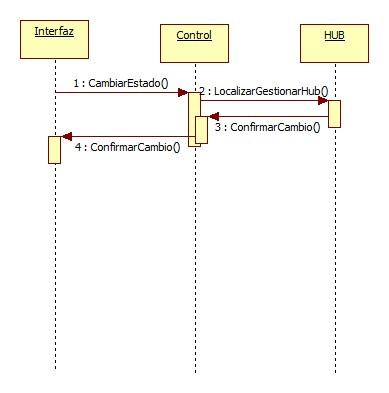 Interfaz
Control
HUB
1 : CambiarEstado()
2 : LocalizarGestionarHub()
3 : ConfirmarCambio()
4 : ConfirmarCambio()